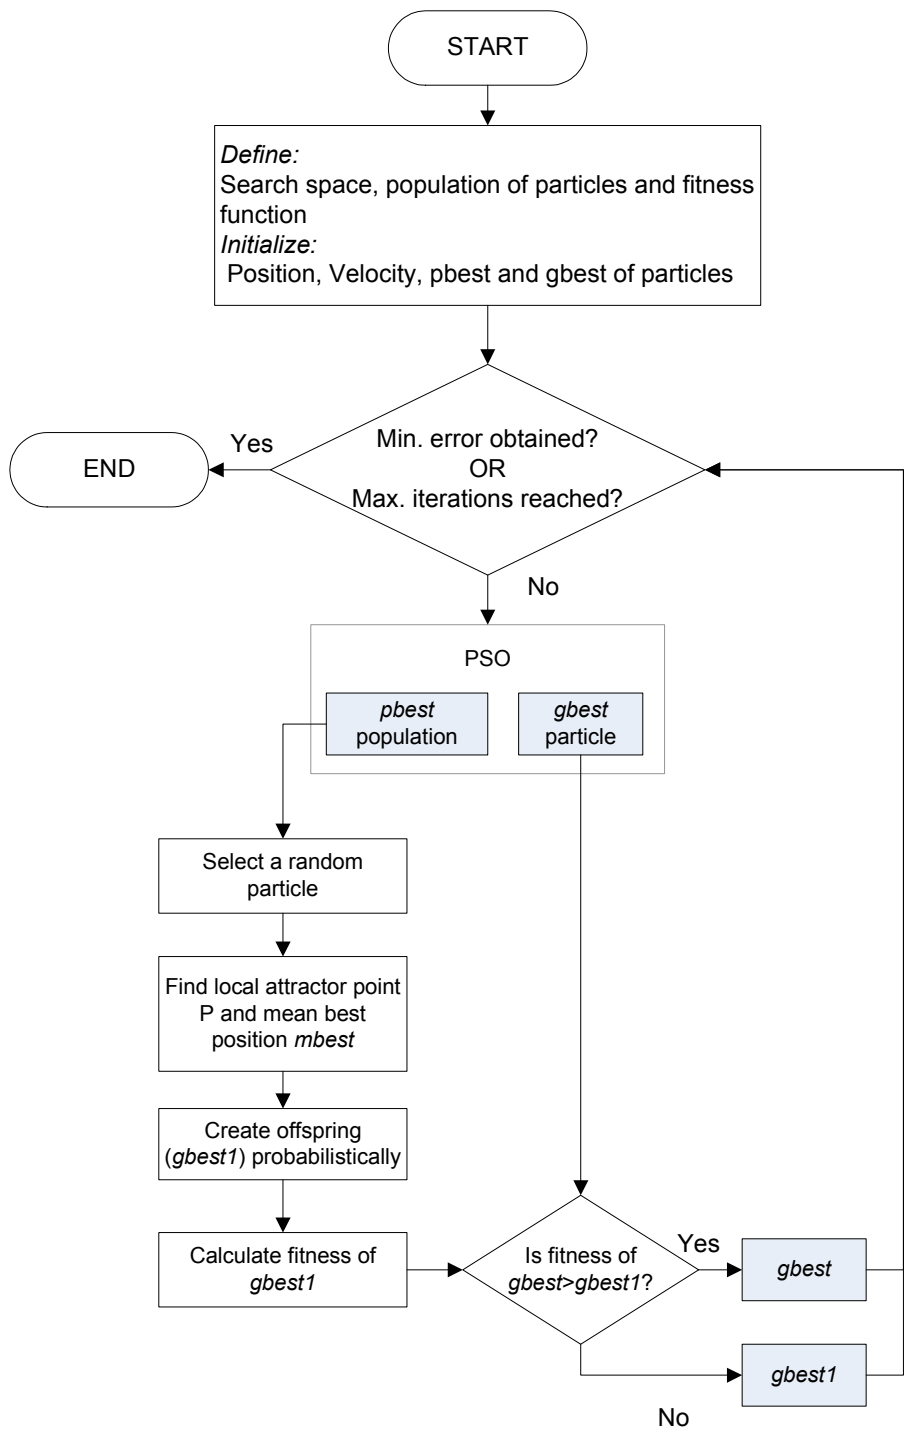 START
Define:
Search space, population of particles and fitness
function
Initialize:
Position, Velocity, pbest and gbest of particles
Min. error obtained?
OR
Max. iterations reached?
Yes
END
No
PSO
pbest
population
gbest
particle
Select a random
particle
Find local attractor point
P and mean best
position mbest
Create offspring
(gbest1) probabilistically
Calculate fitness of
gbest1
Is fitness of
gbest>gbest1?
Yes
gbest
No
gbest1